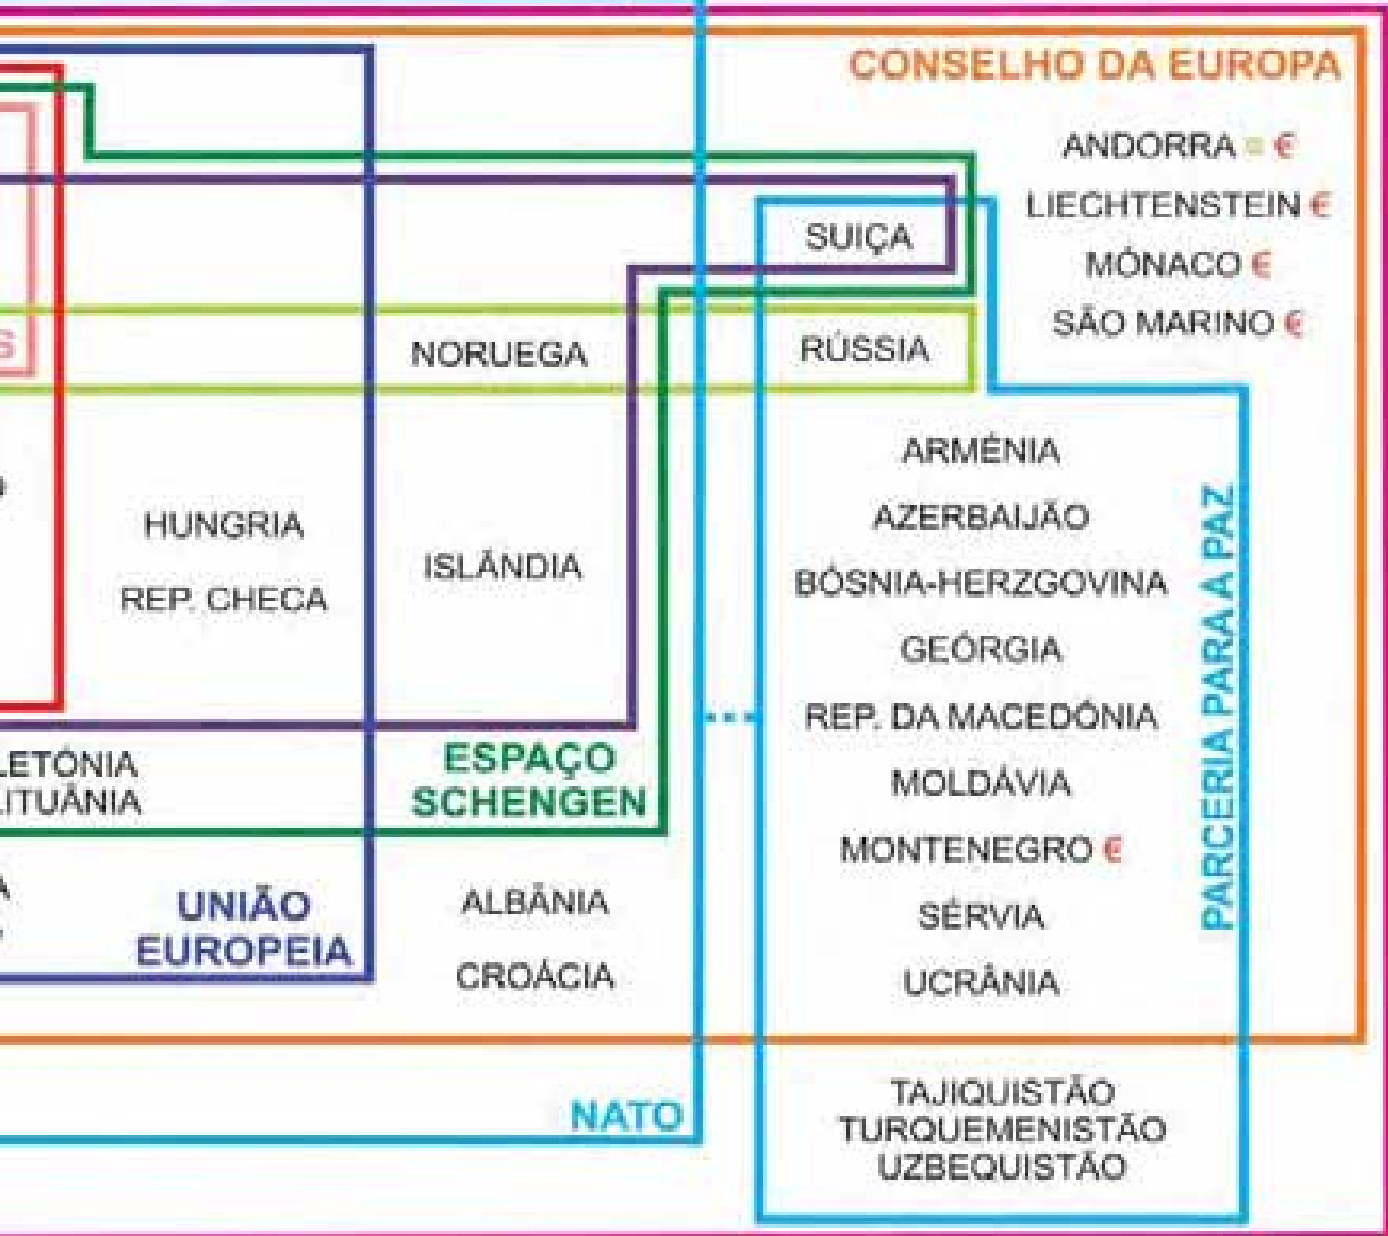 CONSELHO DA EUROPA
ANDORRA = €
LIECHTENSTEIN €
MÓNACO €
SÃO MARINO €
SUIÇA
S
NORUEGA
RÚSSIA
HUNGRIA
REP. CHECA
ISLÂNDIA
ARMÉNIA
AZERBAIJÃO
BÓSNIA-HERZGOVINA
GEÓRGIA
REP. DA MACEDÓNIA
MOLDÁVIA
MONTENEGRO €
SÉRVIA
UCRÂNIA
PARCERIA PARA A PAZ
LETÓNIA
LITUÂNIA
ESPAÇO
SCHENGEN
A
UNIÃO
EUROPEIA
ALBÂNIA
CROÁCIA
NATO
TAJIQUISTÃO
TURQUEMENISTÃO
UZBEQUISTÃO